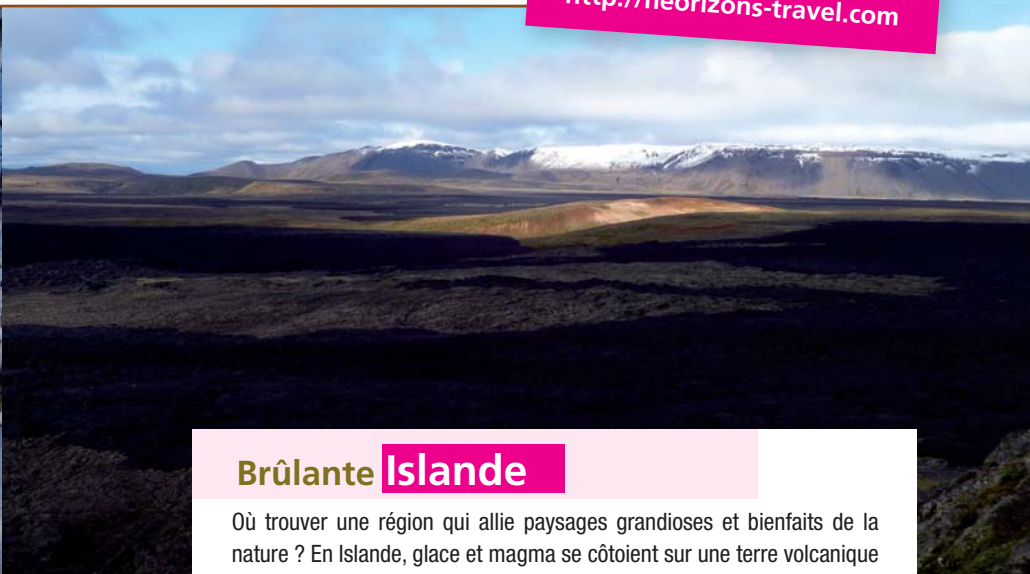 http://neorizons-travel.com
Brûlante Islande
Où trouver une région qui allie paysages grandioses et bienfaits de la
nature ? En Islande, glace et magma se côtoient sur une terre volcanique